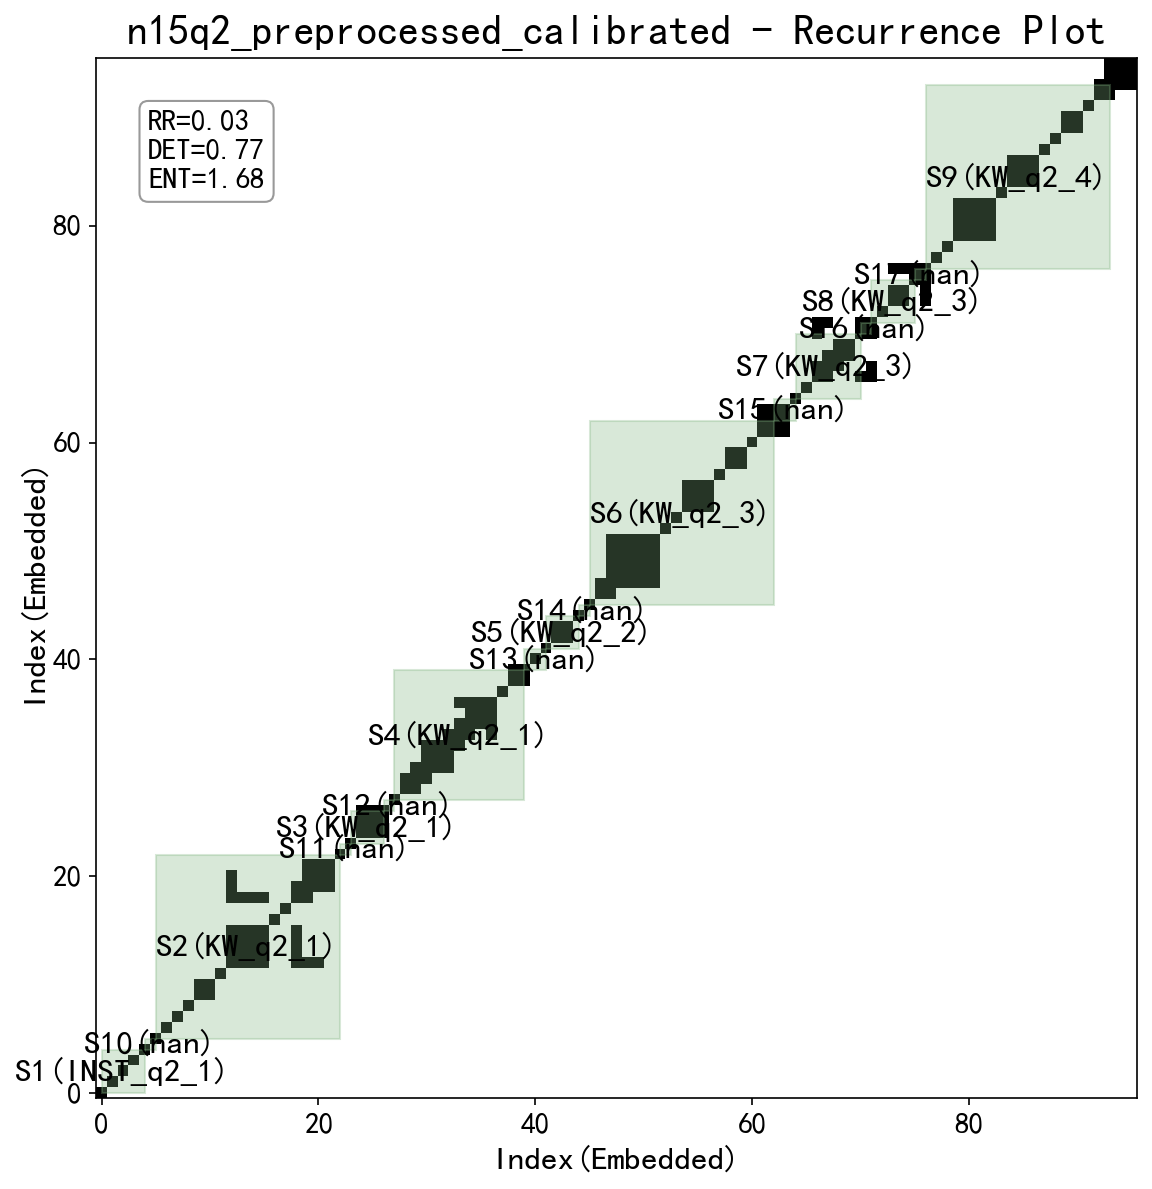 n15q2_preprocessed_calibrated - Recurrence Plot
RR=0.03
DET=0.77
ENT=1.68
S9(KW_q2_4)
S17(nan)
S8(KW_q2_3)
S16(nan)
S7(KW_q2_3)
S15(nan)
S6(KW_q2_3)
S14(nan)
S5(KW_q2_2)
S13(nan)
S4(KW_q2_1)
S12(nan)
S3(KW_q2_1)
S11(nan)
S2(KW_q2_1)
S10(nan)
S1(INST_q2_1)
80
60
40
20
0
Index(Embedded)
0 20 40 60 80
Index(Embedded)